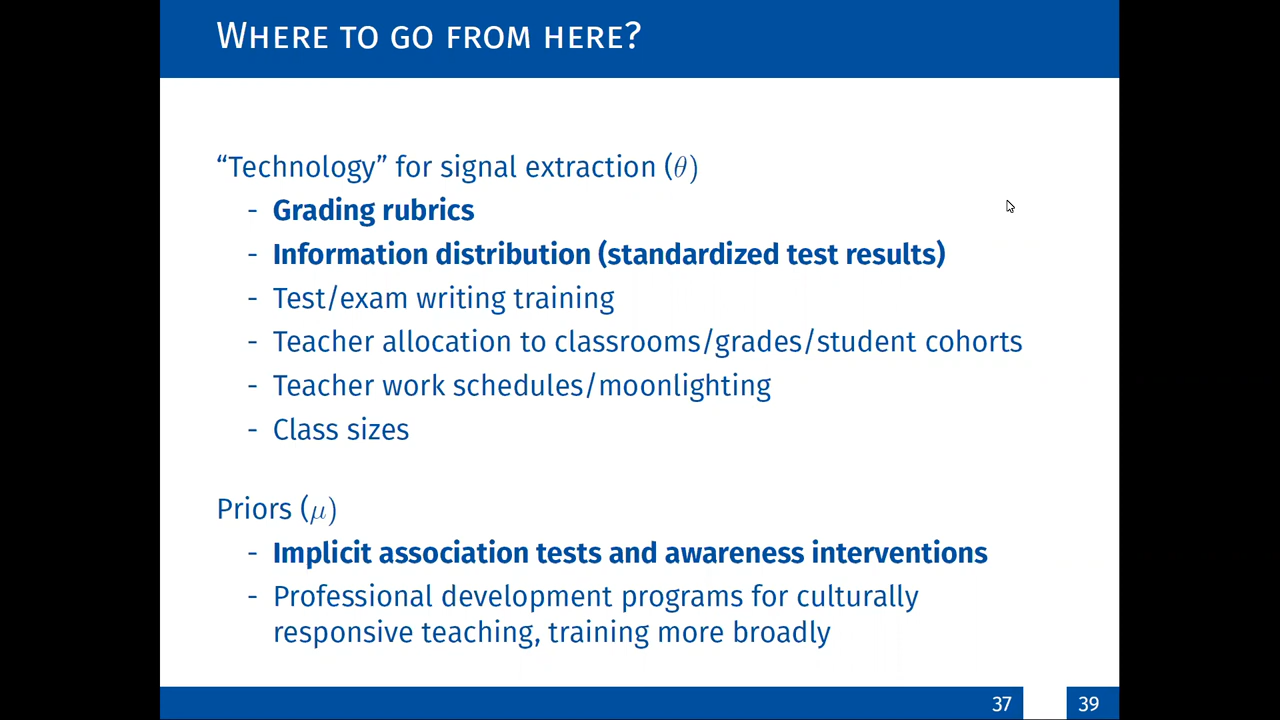 WHERE TO GO FROM HERE?
“Technology” for signal extraction (θ)
- Grading rubrics
- Information distribution (standardized test results)
- Test/exam writing training
- Teacher allocation to classrooms/grades/student cohorts
- Teacher work schedules/moonlighting
- Class sizes
Priors (μ)
- Implicit association tests and awareness interventions
- Professional development programs for culturally
responsive teaching, training more broadly
37 39